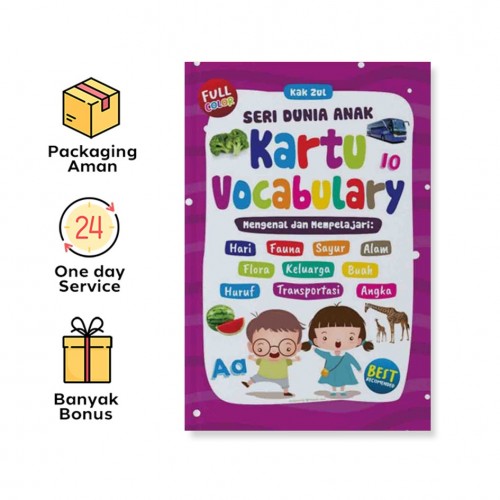 Packaging
Aman
24
One day
Service
Banyak
Bonus
FULL
COLOR
Kak Zul
SERI DUNIA ANAK
Kartu
10
Vocabulary
Mengenal dan Mempelajari:
Hari Fauna Sayur Alam
Flora Keluarga Buah
Huruf Transportasi Angka
Aa
BEST
RECOMENDED